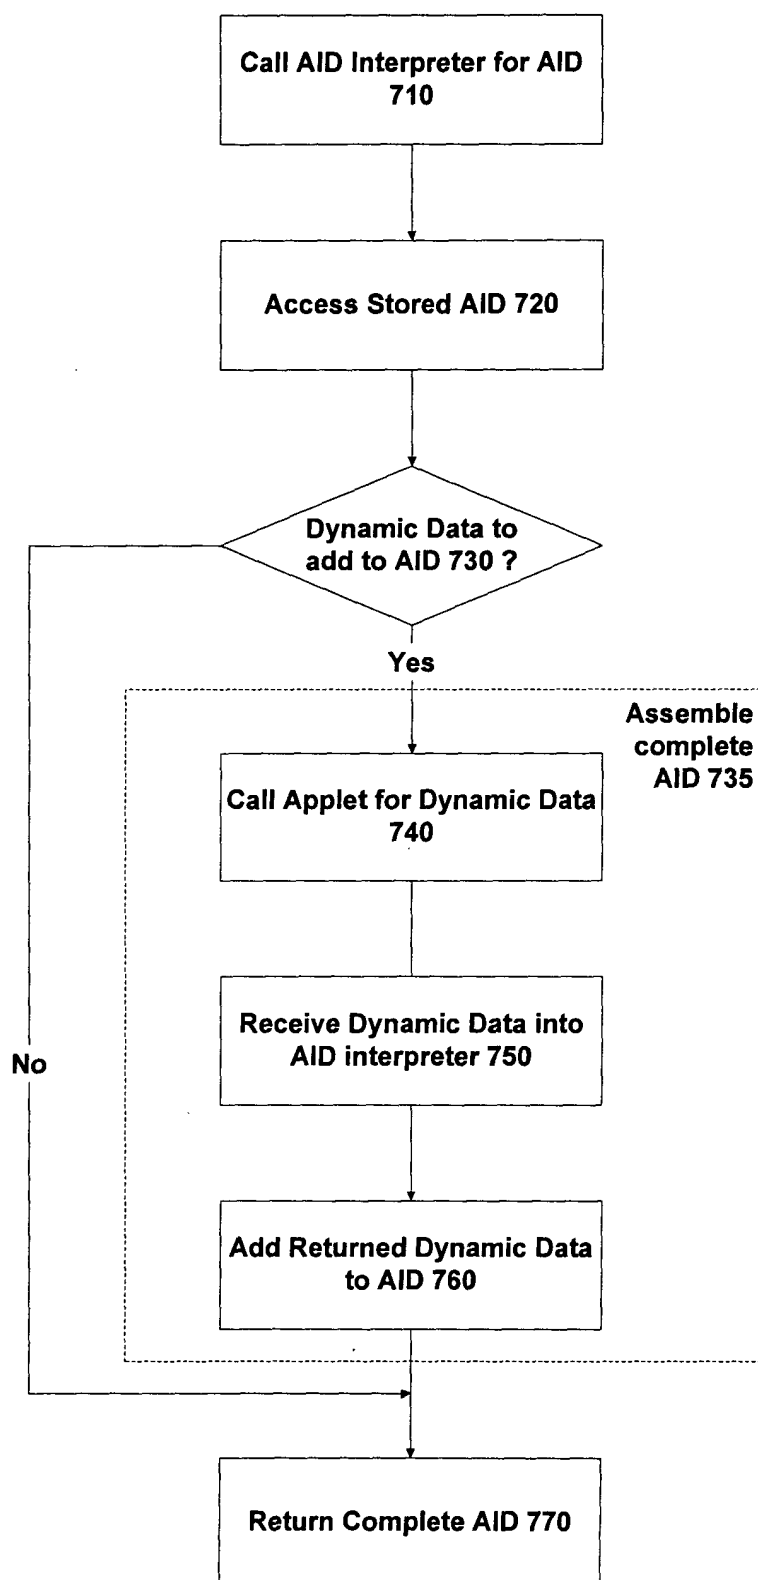 Call AID Interpreter for AID
710
Access Stored AID 720
Dynamic Data to
add to AID 730 ?
Yes
Assemble
complete
AID 735
Call Applet for Dynamic Data
740
Receive Dynamic Data into
AID interpreter 750
No
Add Returned Dynamic Data
to AID 760
Return Complete AID 770